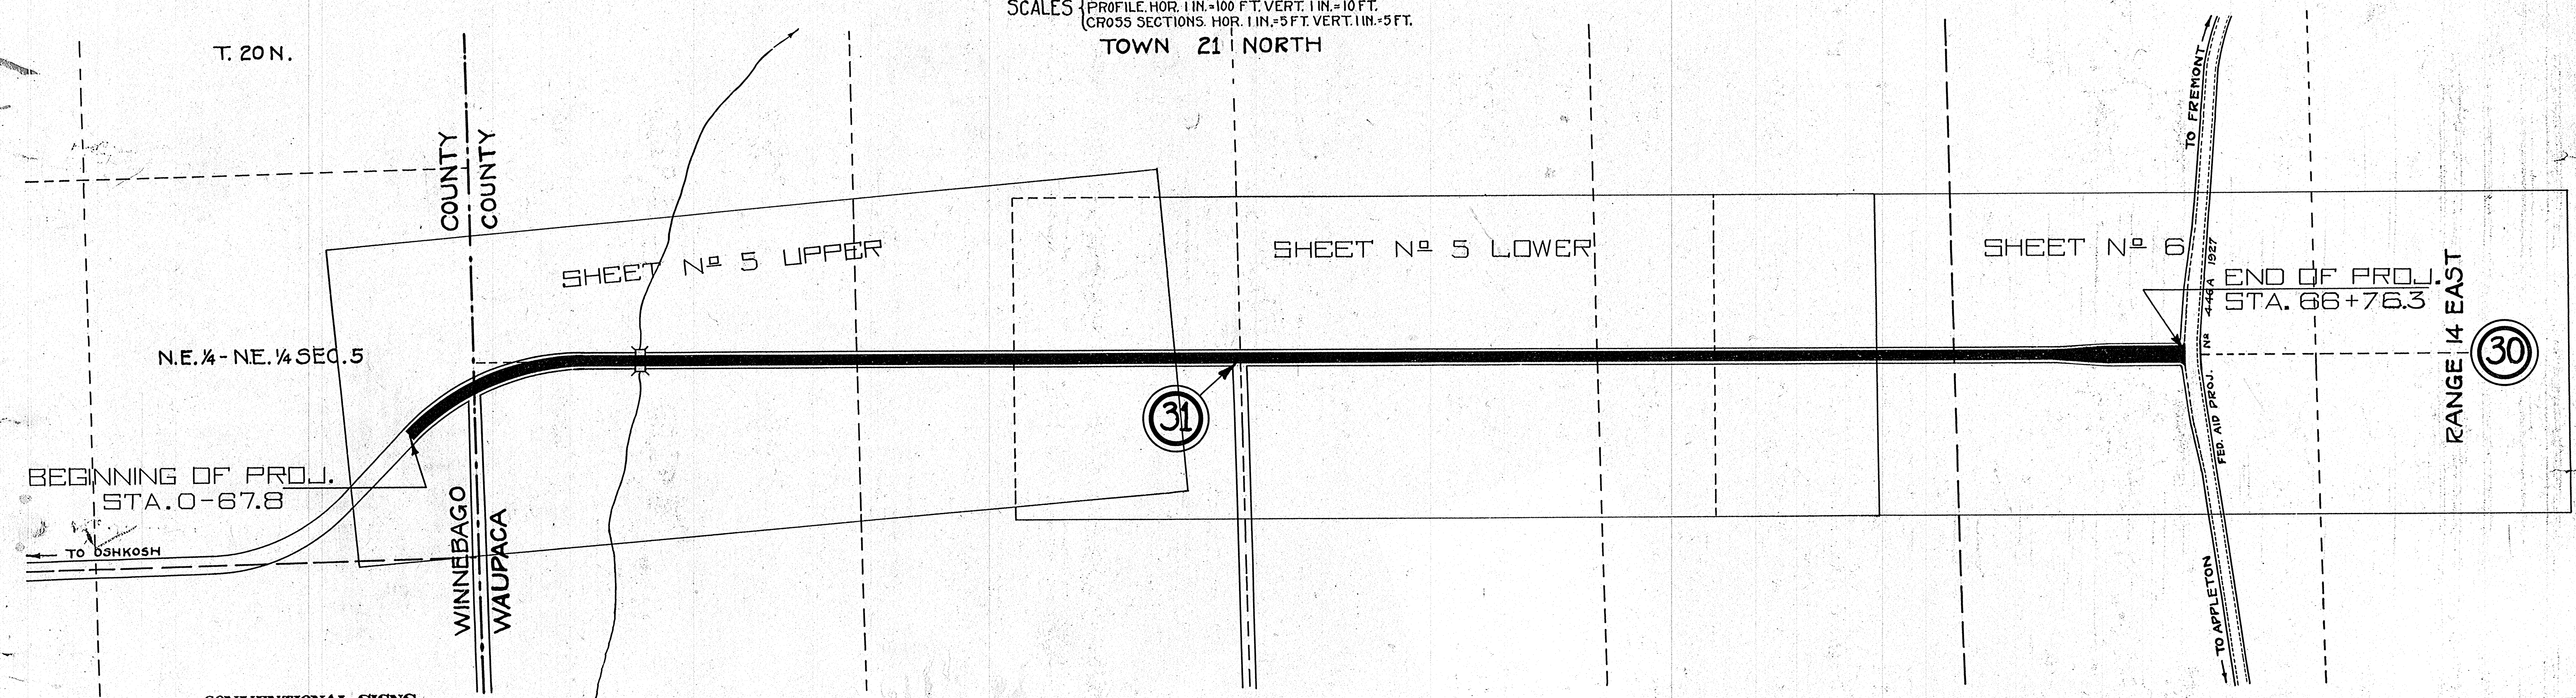 SCALES { PROFILE. HOR. 1 IN.=100 FT. VERT. 1 IN.=10 FT.
CROSS SECTIONS. HOR. 1 IN.=5 FT. VERT. 1 IN.=5 FT.
TOWN 21 NORTH
T. 20 N.
COUNTY
COUNTY
TO FREMONT
SHEET Nº 5 UPPER
SHEET Nº 5 LOWER
SHEET Nº 6
END OF PROJ.
STA. 66+76.3
FED. AID PROJ. Nº 446A 1927
RANGE 14 EAST
30
N.E. ¼ - N.E. ¼ SEC. 5
31
BEGINNING OF PROJ.
STA. 0-67.8
TO OSHKOSH
WINNEBAGO
WAUPACA
TO APPLETON
CONVENTIONAL SIGNS